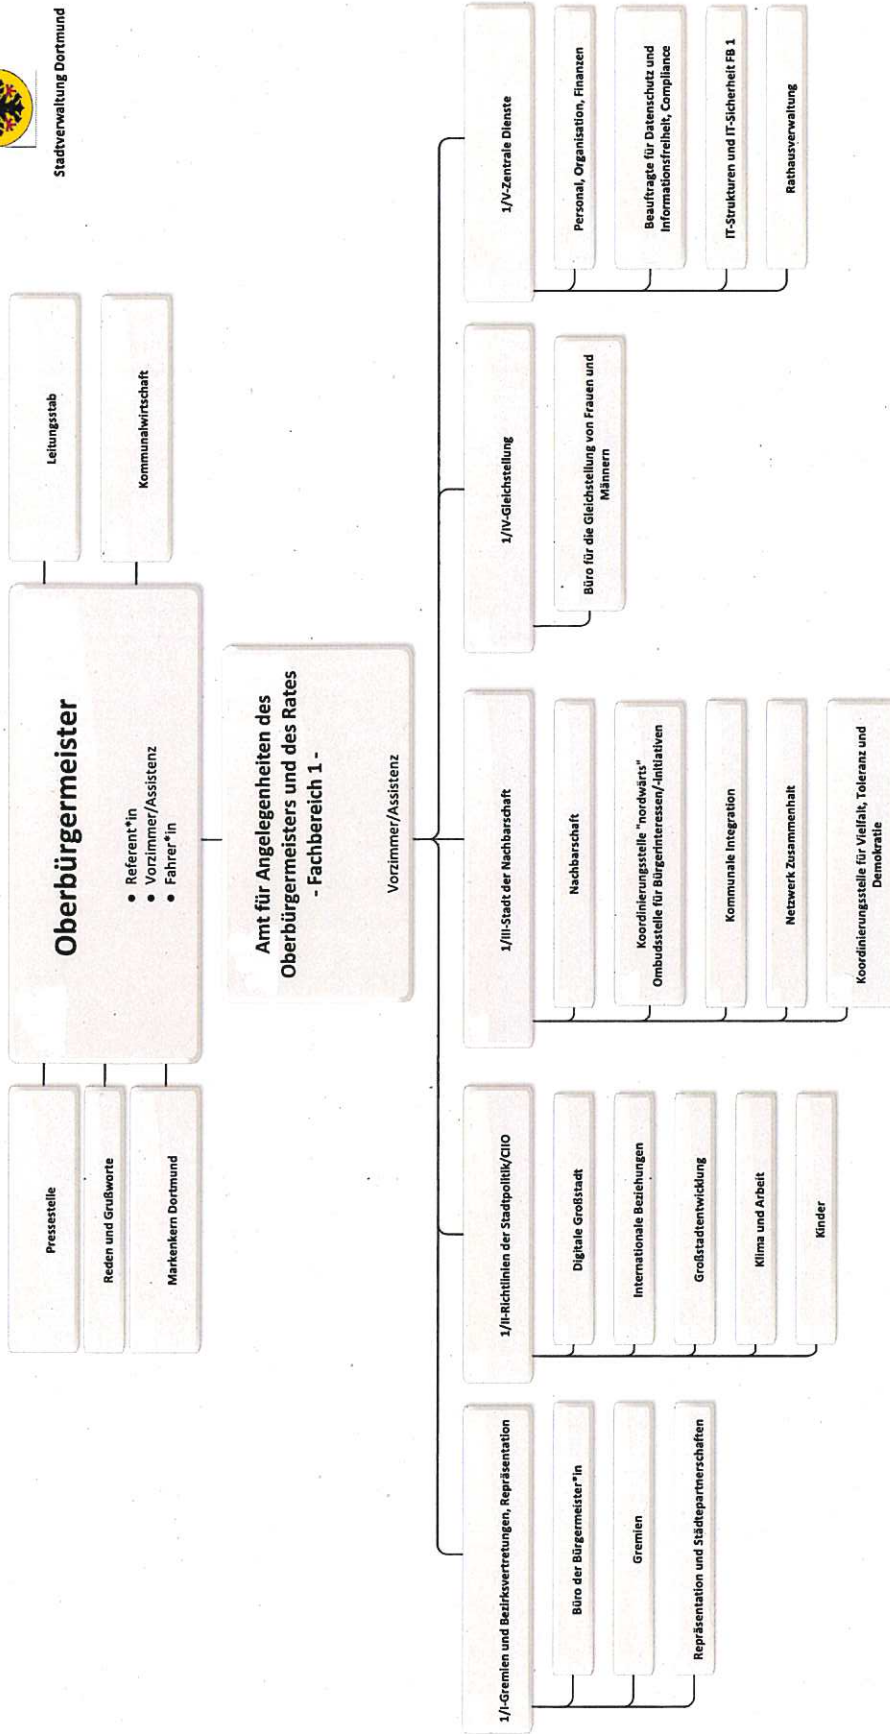 Stadtverwaltung Dortmund
Pressestelle
Reden und Grußworte
Markenkern Dortmund
Oberbürgermeister
• Referent*in
• Vorzimmer/Assistenz
• Fahrer*in
Leitungsstab
Kommunalwirtschaft
Amt für Angelegenheiten des
Oberbürgermeisters und des Rates
- Fachbereich 1 -
Vorzimmer/Assistenz
1/I-Gremien und Bezirksvertretungen, Repräsentation
Büro der Bürgermeister*in
Gremien
Repräsentation und Städtepartnerschaften
1/II-Richtlinien der Stadtpolitik/CIIO
Digitale Großstadt
Internationale Beziehungen
Großstadtentwicklung
Klima und Arbeit
Kinder
1/III-Stadt der Nachbarschaft
Nachbarschaft
Koordinierungsstelle "nordwärts"
Ombudsstelle für Bürgerinteressen/-initiativen
Kommunale Integration
Netzwerk Zusammenhalt
Koordinierungsstelle für Vielfalt, Toleranz und
Demokratie
1/IV-Gleichstellung
Büro für die Gleichstellung von Frauen und
Männern
1/V-Zentrale Dienste
Personal, Organisation, Finanzen
Beauftragte für Datenschutz und
Informationsfreiheit, Compliance
IT-Strukturen und IT-Sicherheit FB 1
Rathausverwaltung